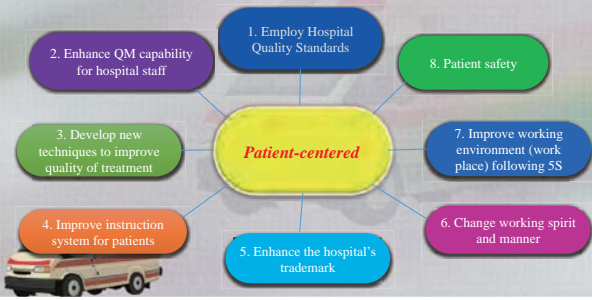 1. Employ Hospital
Quality Standards
2. Enhance QM capability
for hospital staff
8. Patient safety
3. Develop new
techniques to improve
quality of treatment
Patient-centered
7. Improve working
environment (work
place) following 5S
4. Improve instruction
system for patients
5. Enhance the hospital’s
trademark
6. Change working spirit
and manner